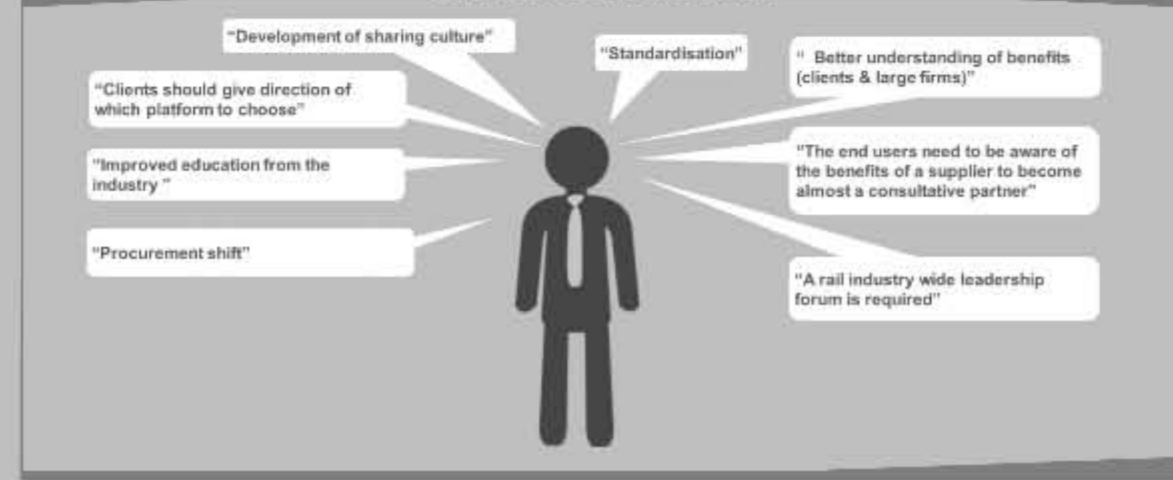 "Development of sharing culture"
"Standardisation"
" Better understanding of benefits
(clients & large firms)"
"Clients should give direction of
which platform to choose"
"The end users need to be aware of
the benefits of a supplier to become
almost a consultative partner"
"Improved education from the
industry "
"Procurement shift"
"A rail industry wide leadership
forum is required"